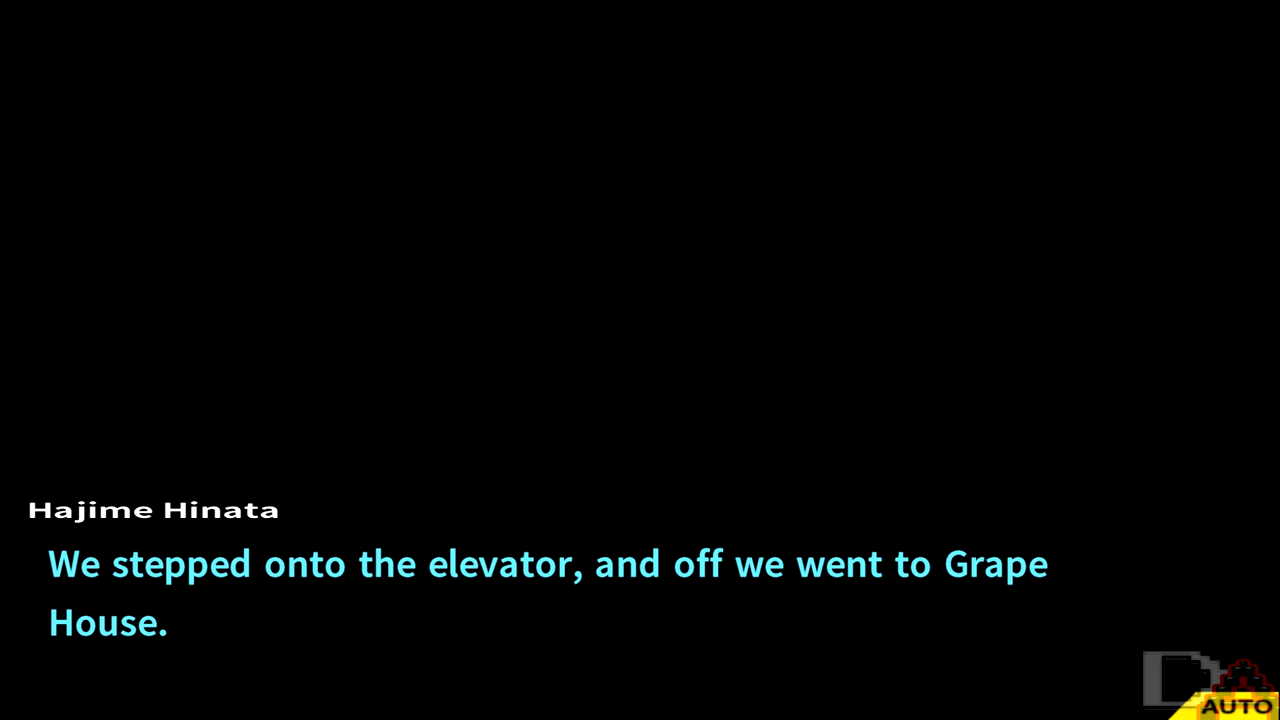 Hajime Hinata
We stepped onto the elevator, and off we went to Grape
House.
AUTO